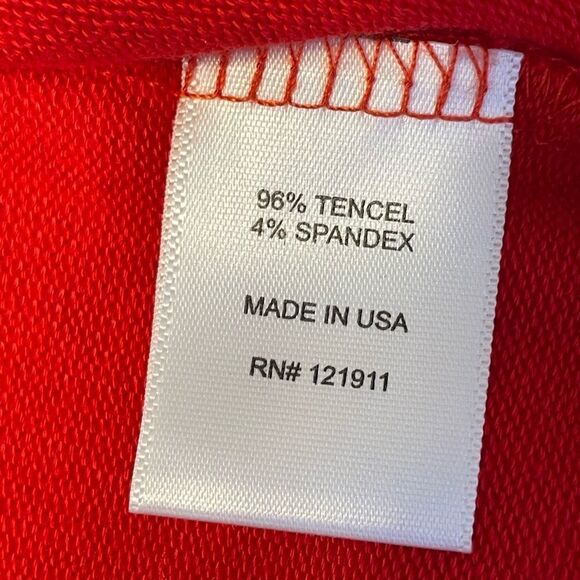 96% TENCEL
4% SPANDEX
MADE IN USA
RN# 121911